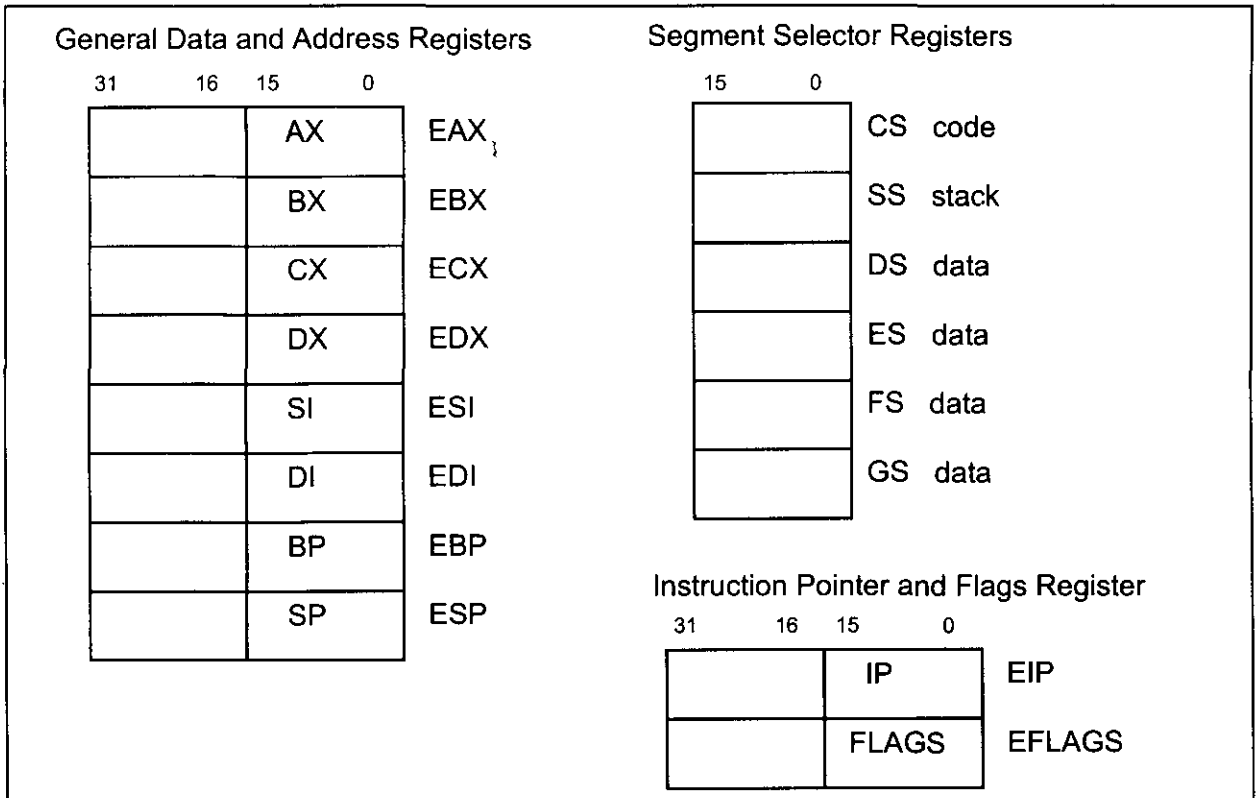 General Data and Address Registers
31 16 15 0
AX EAX
BX EBX
CX ECX
DX EDX
SI ESI
DI EDI
BP EBP
SP ESP
Segment Selector Registers
15 0
CS code
SS stack
DS data
ES data
FS data
GS data
Instruction Pointer and Flags Register
31 16 15 0
IP EIP
FLAGS EFLAGS